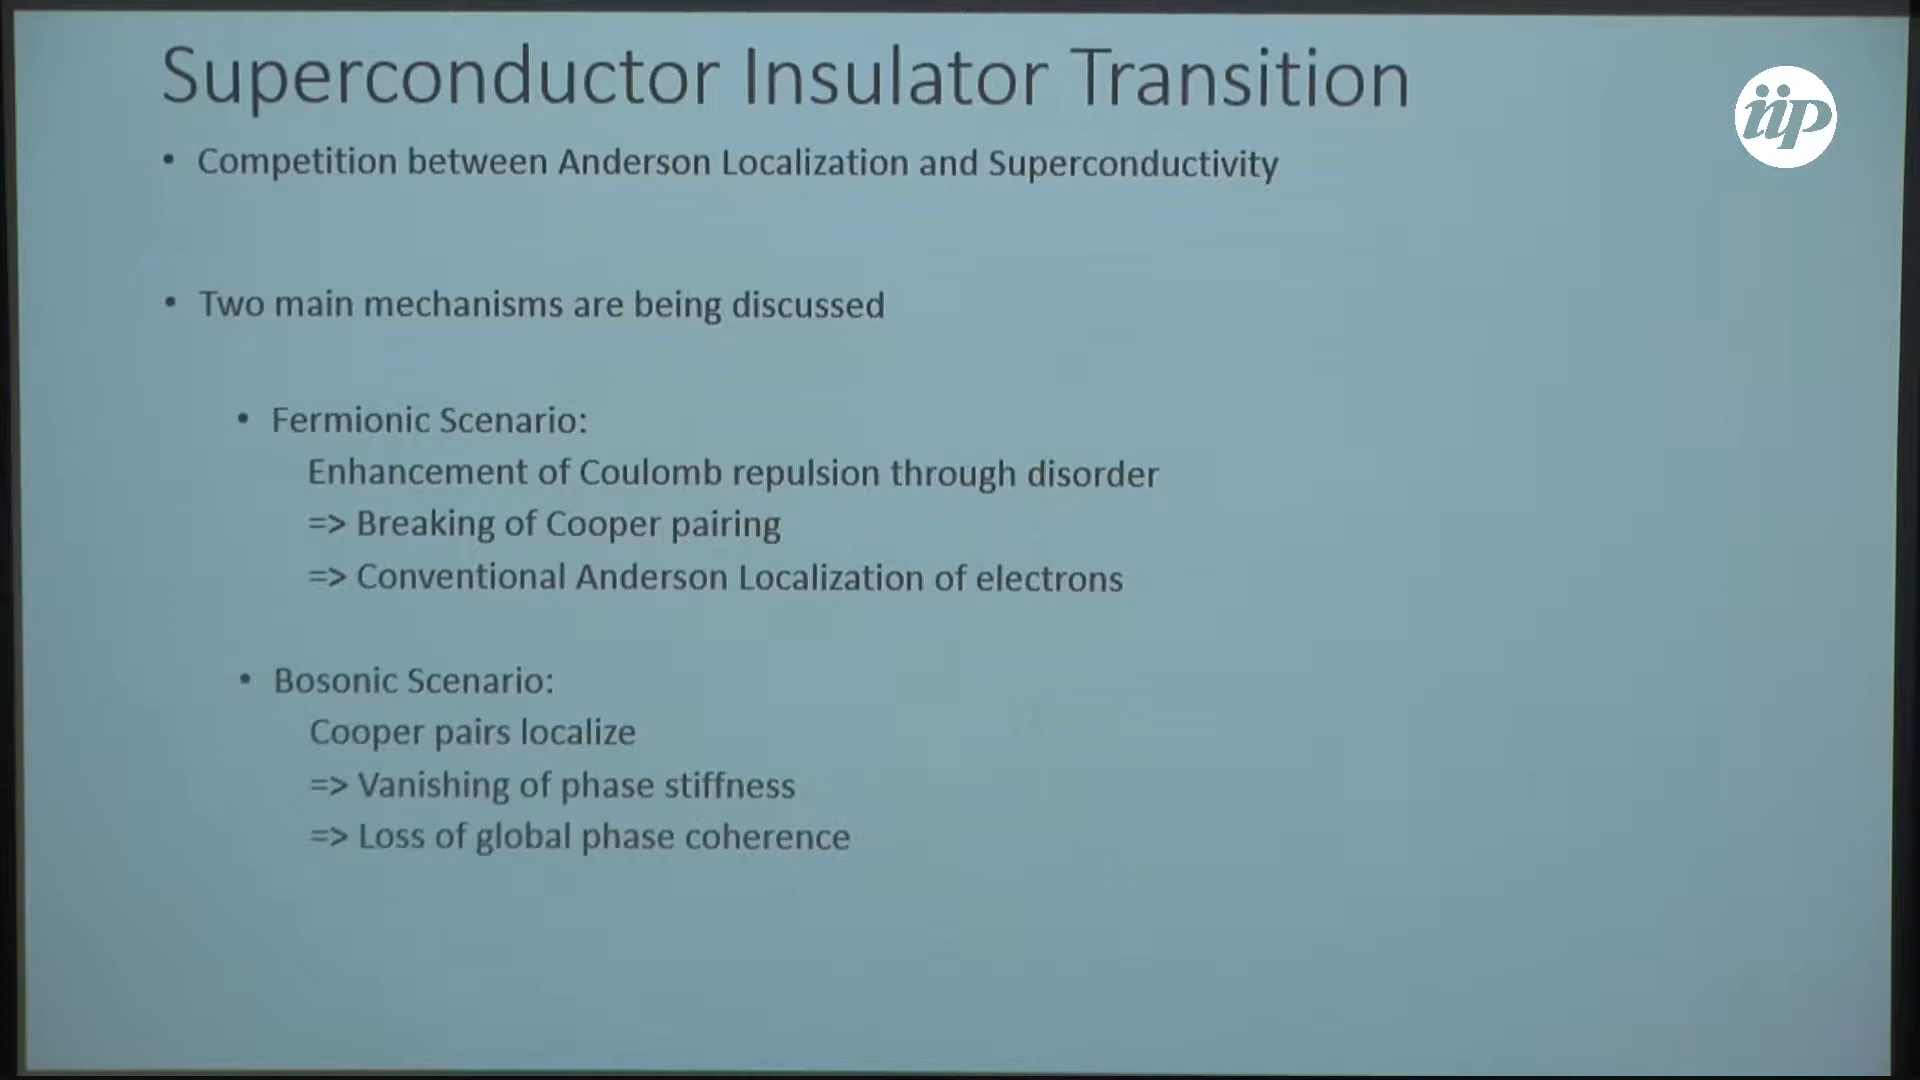 Superconductor Insulator Transition
iip
• Competition between Anderson Localization and Superconductivity
• Two main mechanisms are being discussed
• Fermionic Scenario:
Enhancement of Coulomb repulsion through disorder
=> Breaking of Cooper pairing
=> Conventional Anderson Localization of electrons
• Bosonic Scenario:
Cooper pairs localize
=> Vanishing of phase stiffness
=> Loss of global phase coherence